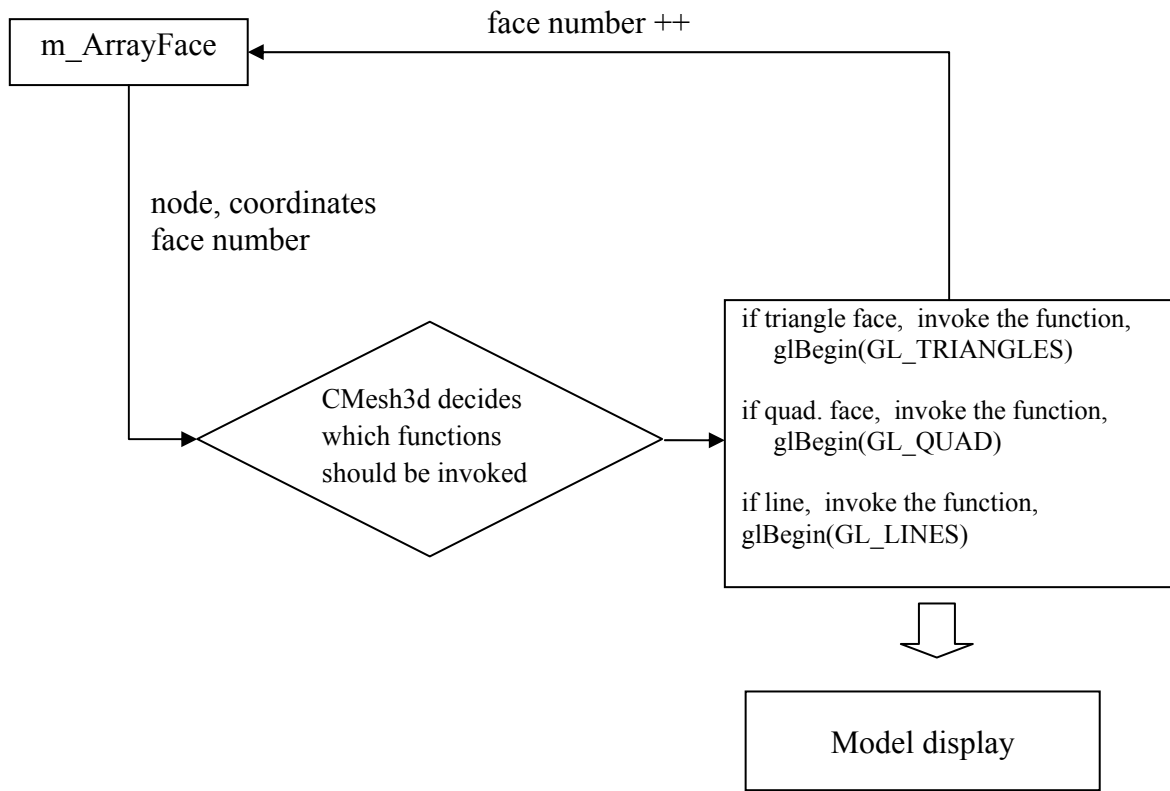 face number ++
m_ArrayFace
node, coordinates
face number
CMesh3d decides
which functions
should be invoked
if triangle face, invoke the function,
glBegin(GL_TRIANGLES)
if quad. face, invoke the function,
glBegin(GL_QUAD)
if line, invoke the function,
glBegin(GL_LINES)
Model display